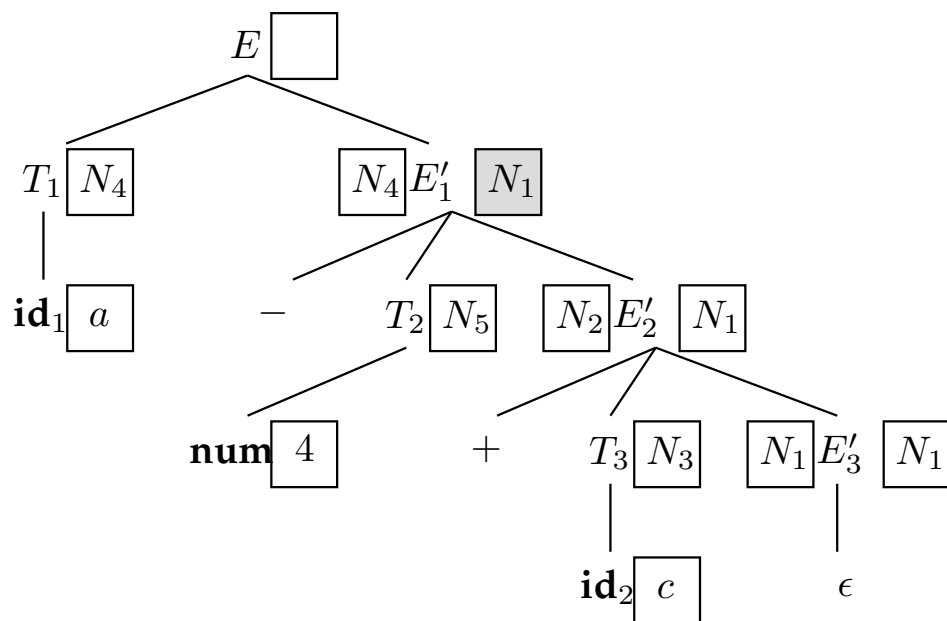 E
T₁ N₄ N₄ E′₁ N₁
id₁ a − T₂ N₅ N₂ E′₂ N₁
num 4 + T₃ N₃ N₁ E′₃ N₁
id₂ c ϵ